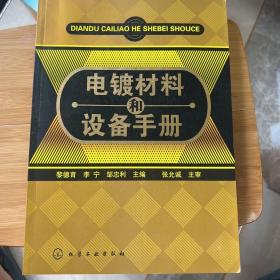 DIANDU CAILIAO HE SHEBEI SHOUCE
电镀材料
和
设备手册
黎德育 李宁 邹忠利 主编 张允诚 主审
化学工业出版社